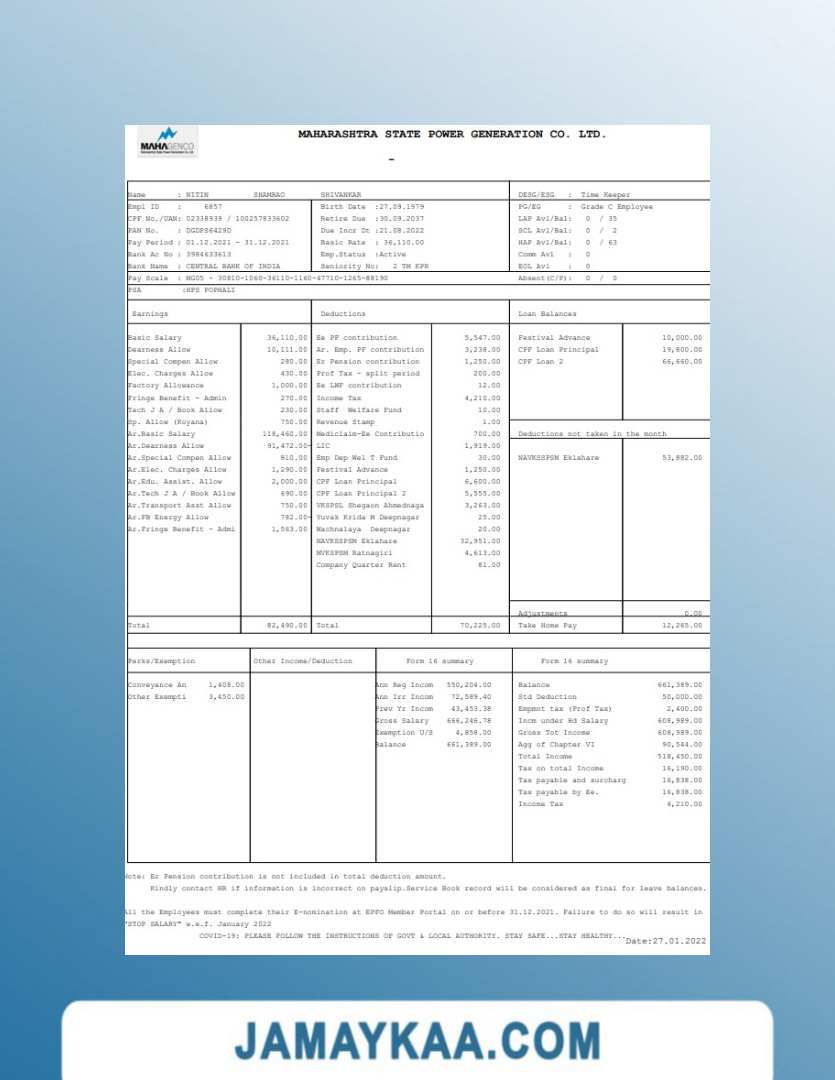 MAHAGENCO
MAHARASHTRA STATE POWER GENERATION CO. LTD.
-
Name : NITIN SHAMRAO SHIVANKAR DESG/ESG : Time Keeper
Empl ID : 6857 Birth Date :27.09.1979 PG/EG : Grade C Employee
CPF No./UAN: 02338939 / 100257833602 Retire Due :30.09.2037 LAP Avl/Bal: 0 / 35
PAN No. : DGDPS6429D Due Incr Dt :21.08.2022 SCL Avl/Bal: 0 / 2
Pay Period : 01.12.2021 - 31.12.2021 Basic Rate : 36,110.00 HAP Avl/Bal: 0 / 63
Bank Ac No : 3984633613 Emp.Status :Active Comm Avl : 0
Bank Name : CENTRAL BANK OF INDIA Seniority No: 2 TM KPR EOL Avl : 0
Pay Scale : MG05 - 30810-1060-36110-1160-47710-1265-88190 Absent(C/P): 0 / 0
PSA :HPS POPHALI
Earnings Deductions Loan Balances
Basic Salary 36,110.00 Ee PF contribution 5,547.00 Festival Advance 10,000.00
Dearness Allow 10,111.00 Ar. Emp. PF contribution 3,238.00 CPF Loan Principal 19,800.00
Special Compen Allow 280.00 Er Pension contribution 1,250.00 CPF Loan 2 66,660.00
Elec. Charges Allow 430.00 Prof Tax - split period 200.00
Factory Allowance 1,000.00 Ee LWF contribution 12.00
Fringe Benefit - Admin 270.00 Income Tax 4,210.00
Tech J A / Book Allow 230.00 Staff Welfare Fund 10.00
Sp. Allow (Koyana) 750.00 Revenue Stamp 1.00
Ar.Basic Salary 118,460.00 Mediclaim-Ee Contributio 700.00 Deductions not taken in the month
Ar.Dearness Allow 91,472.00- LIC 1,919.00
Ar.Special Compen Allow 810.00 Emp Dep Wel T Fund 30.00 NAVKSSPSM Eklahare 53,882.00
Ar.Elec. Charges Allow 1,290.00 Festival Advance 1,250.00
Ar.Edu. Assist. Allow 2,000.00 CPF Loan Principal 6,600.00
Ar.Tech J A / Book Allow 690.00 CPF Loan Principal 2 5,555.00
Ar.Transport Asst Allow 750.00 VKSPSL Shegaon Ahmednaga 3,263.00
Ar.FB Energy Allow 782.00- Yuvak Krida M Deepnagar 25.00
Ar.Fringe Benefit - Admi 1,563.00 Wachnalaya Deepnagar 20.00
NAVKSSPSM Eklahare 32,951.00
NVKSPSM Ratnagiri 4,613.00
Company Quarter Rent 81.00
Adjustments 0.00
Total 82,490.00 Total 70,225.00 Take Home Pay 12,265.00
Perks/Exemption Other Income/Deduction Form 16 summary Form 16 summary
Conveyance An 1,408.00 Ann Reg Incom 550,204.00 Balance 661,389.00
Other Exempti 3,450.00 Ann Irr Incom 72,589.40 Std Deduction 50,000.00
Prev Yr Incom 43,453.38 Empmnt tax (Prof Tax) 2,400.00
Gross Salary 666,246.78 Incm under Hd Salary 608,989.00
Exemption U/S 4,858.00 Gross Tot Income 608,989.00
Balance 661,389.00 Agg of Chapter VI 90,544.00
Total Income 518,450.00
Tax on total Income 16,190.00
Tax payable and surcharg 16,838.00
Tax payable by Ee. 16,838.00
Income Tax 4,210.00
Note: Er Pension contribution is not included in total deduction amount.
Kindly contact HR if information is incorrect on payslip.Service Book record will be considered as final for leave balances.
All the Employees must complete their E-nomination at EPFO Member Portal on or before 31.12.2021. Failure to do so will result in
"STOP SALARY" w.e.f. January 2022
COVID-19: PLEASE FOLLOW THE INSTRUCTIONS OF GOVT & LOCAL AUTHORITY. STAY SAFE...STAY HEALTHY...
Date:27.01.2022
JAMAYKAA.COM